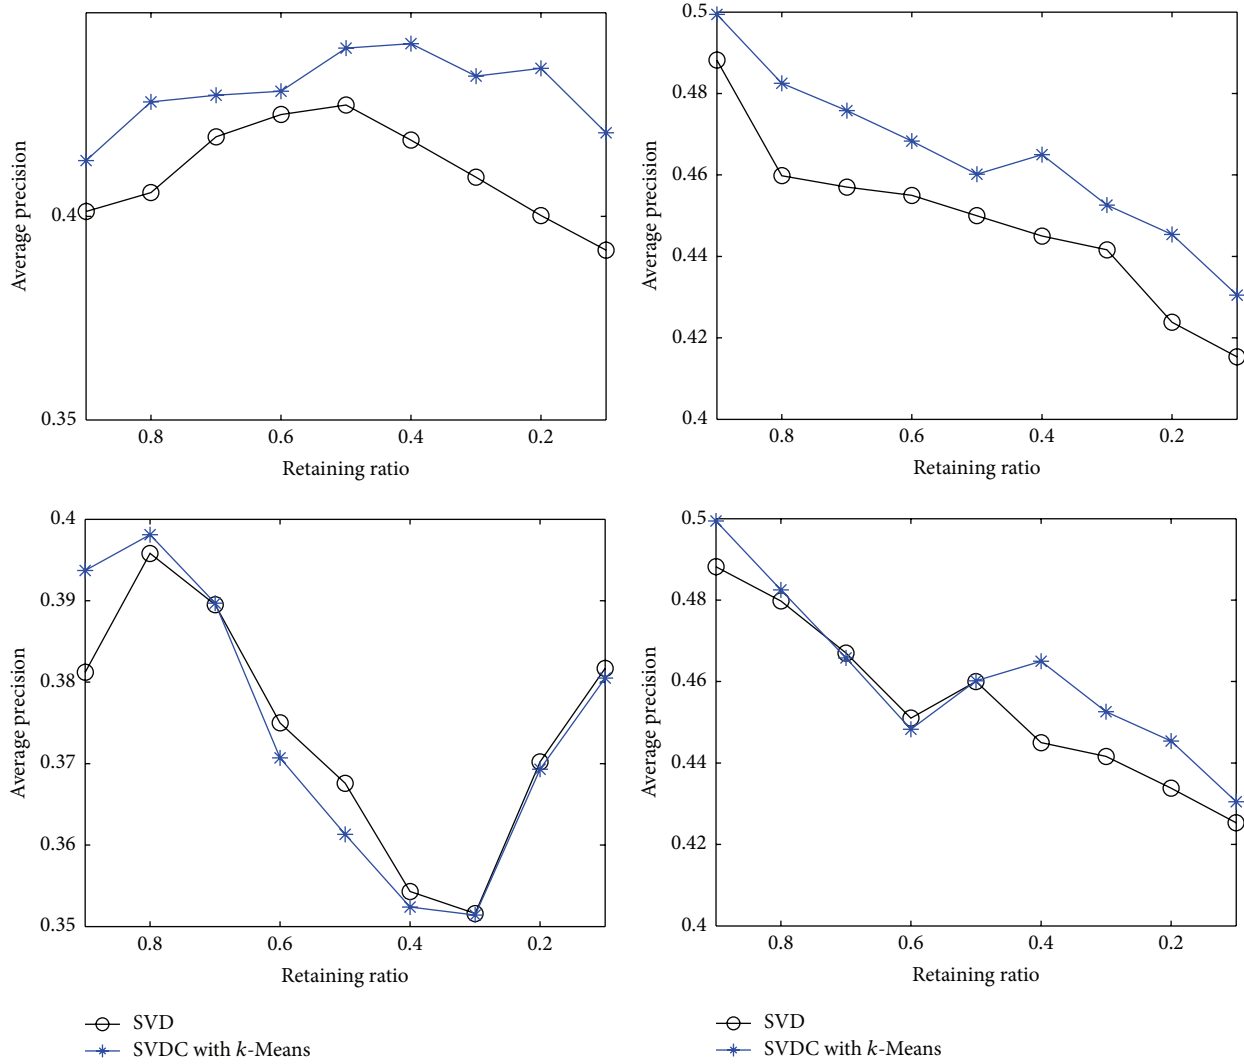 Average precision
0.4
0.35
0.8 0.6 0.4 0.2
Retaining ratio
Average precision
0.5
0.48
0.46
0.44
0.42
0.4
0.8 0.6 0.4 0.2
Retaining ratio
Average precision
0.4
0.39
0.38
0.37
0.36
0.35
0.8 0.6 0.4 0.2
Retaining ratio
SVD
SVDC with k-Means
Average precision
0.5
0.48
0.46
0.44
0.42
0.4
0.8 0.6 0.4 0.2
Retaining ratio
SVD
SVDC with k-Means